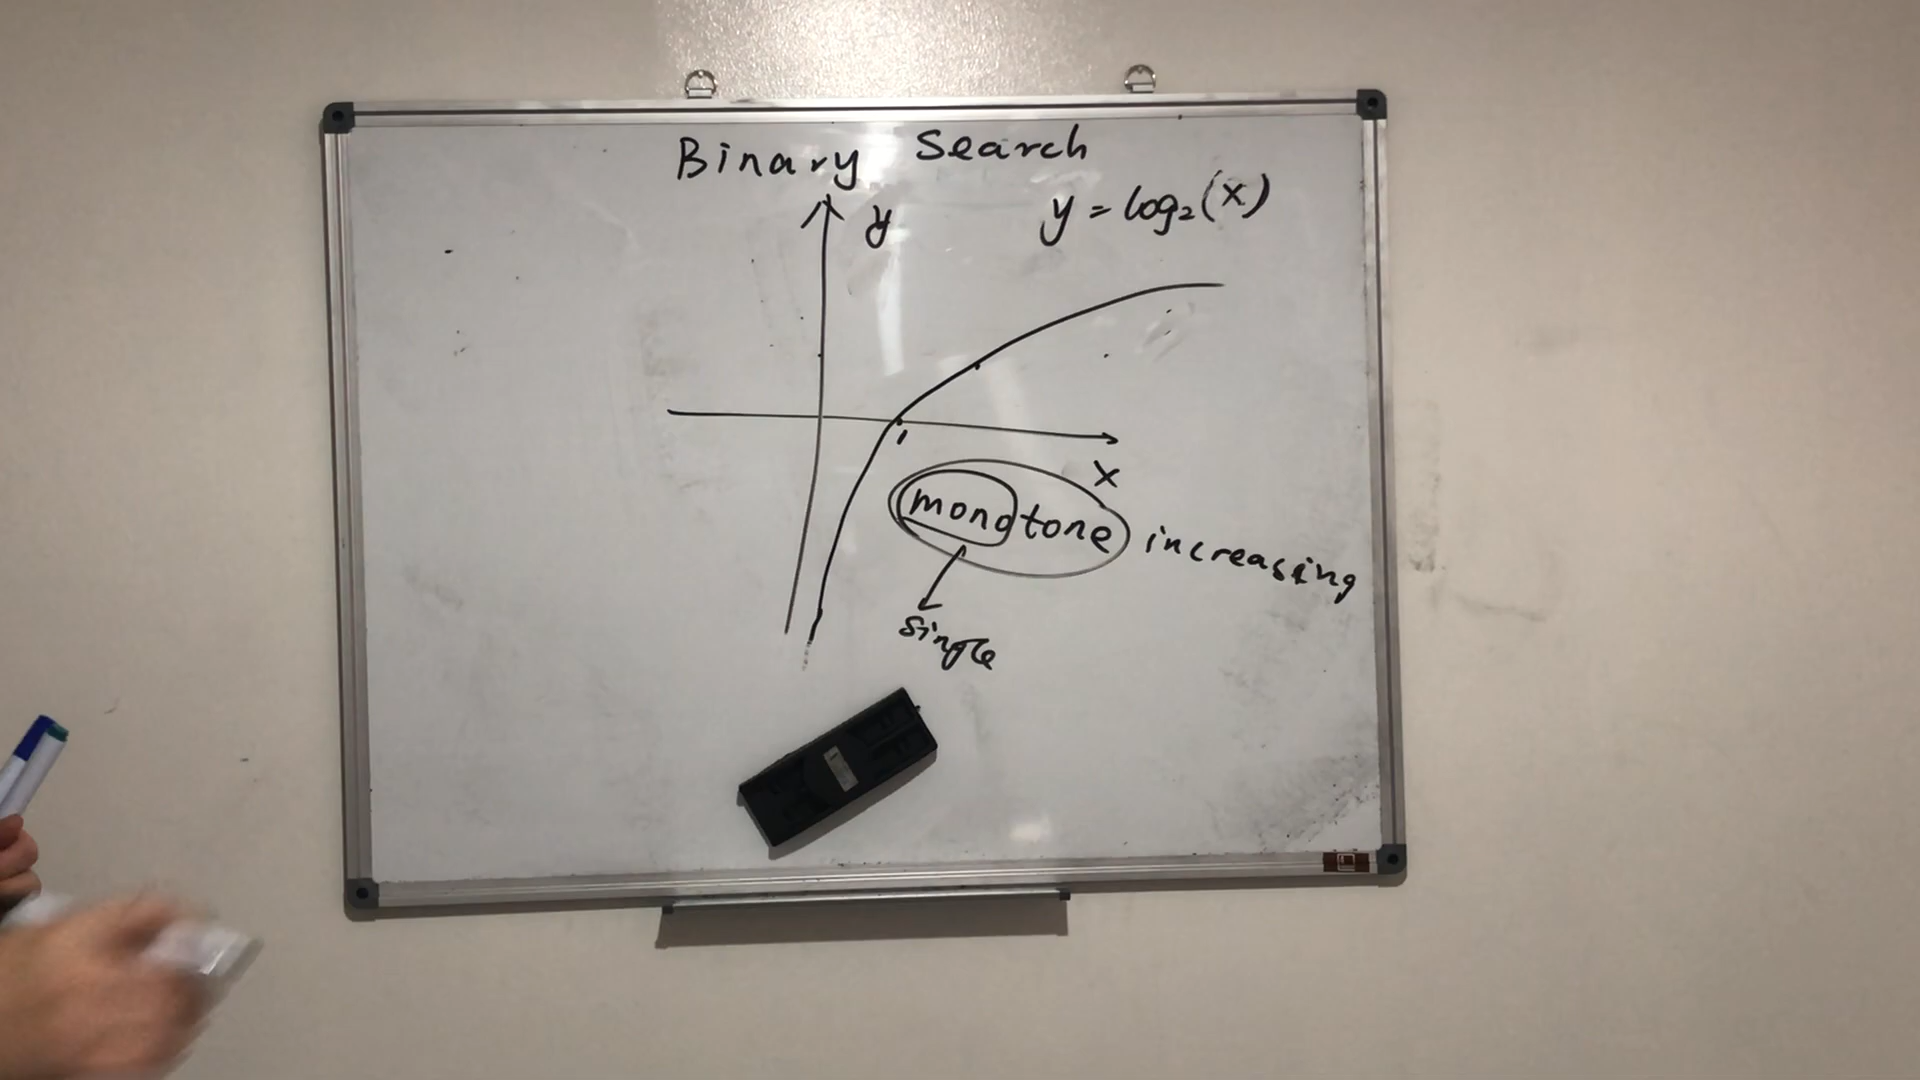 Binary Search
y
y = log₂(x)
1
x
monotone increasing
single